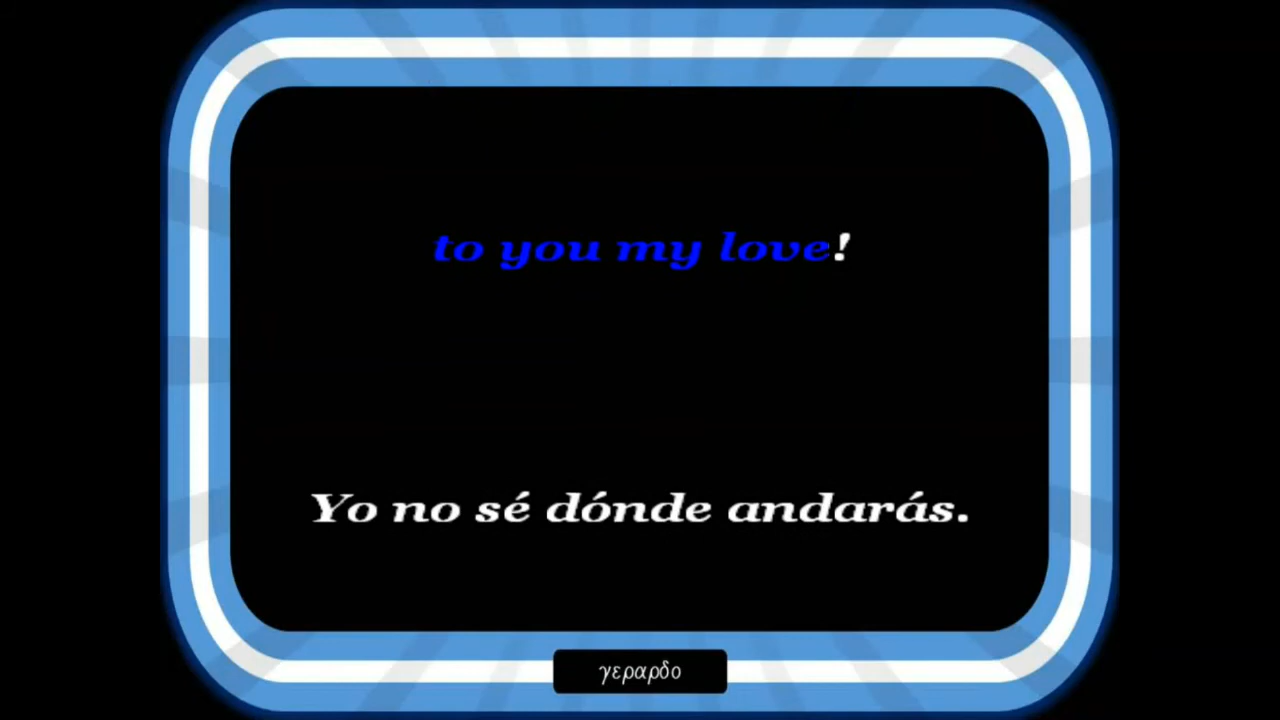 to you my love!
Yo no sé dónde andarás.
γεραρδο